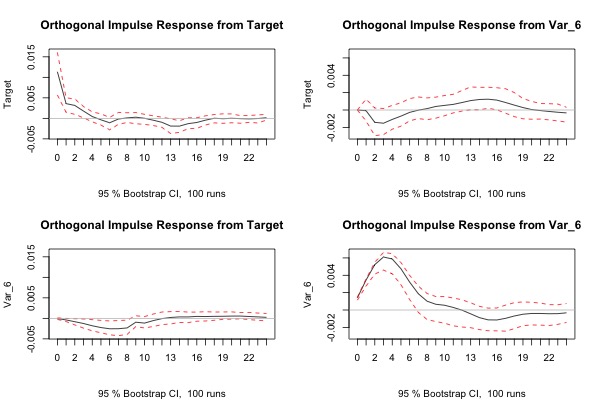 Orthogonal Impulse Response from Target
Target
0.015
0.005
-0.005
0 2 4 6 8 10 13 16 19 22
95 % Bootstrap CI, 100 runs
Orthogonal Impulse Response from Var_6
Target
0.004
-0.002
0 2 4 6 8 10 13 16 19 22
95 % Bootstrap CI, 100 runs
Orthogonal Impulse Response from Target
Var_6
0.015
0.005
-0.005
0 2 4 6 8 10 13 16 19 22
95 % Bootstrap CI, 100 runs
Orthogonal Impulse Response from Var_6
Var_6
0.004
-0.002
0 2 4 6 8 10 13 16 19 22
95 % Bootstrap CI, 100 runs